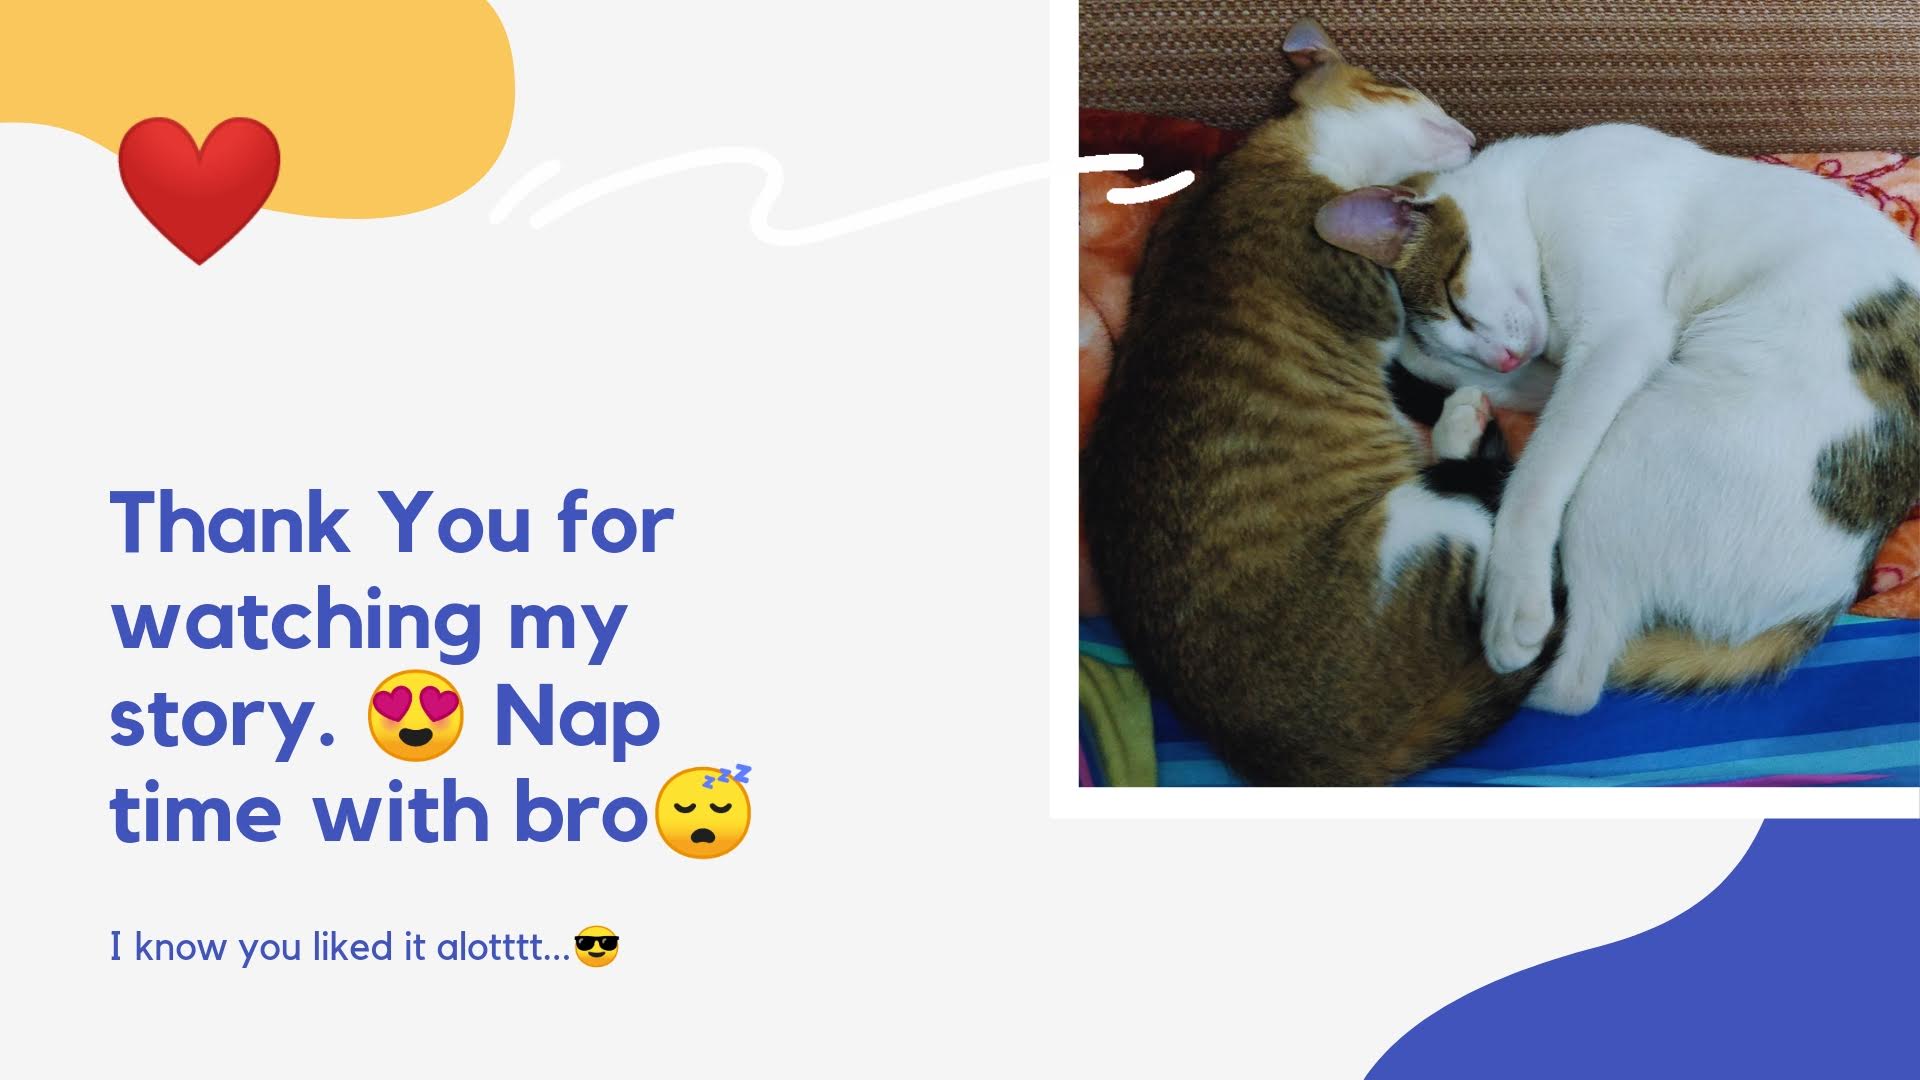 Thank You for
watching my
story. 😍 Nap
time with bro😴
I know you liked it alotttt...😎